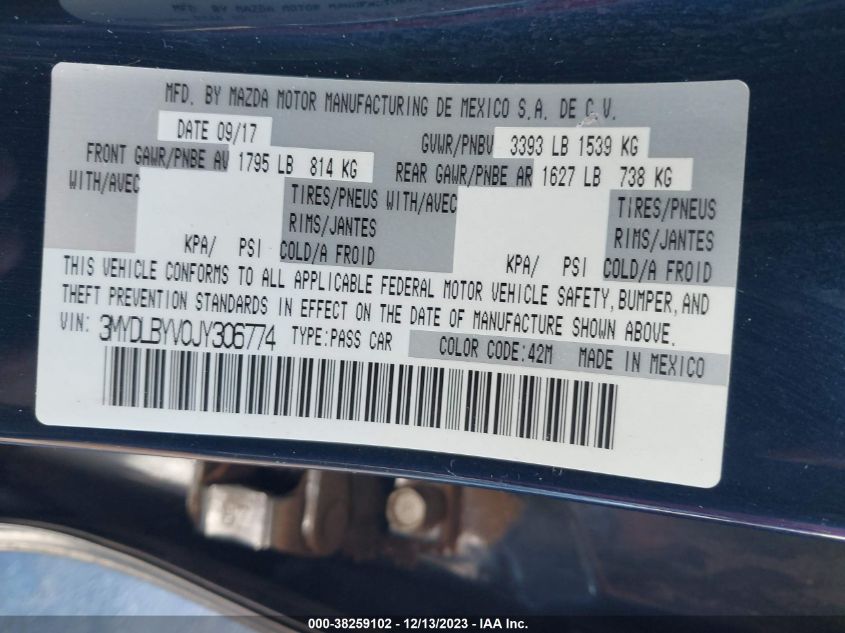 MFD. BY MAZDA MOTOR MANUFACTURING DE MEXICO S.A. DE C.V.
DATE 09/17
GVWR/PNBV 3393 LB 1539 KG
FRONT GAWR/PNBE AV 1795 LB 814 KG
REAR GAWR/PNBE AR 1627 LB 738 KG
WITH/AVEC TIRES/PNEUS WITH/AVEC TIRES/PNEUS
RIMS/JANTES RIMS/JANTES
KPA/ PSI COLD/A FROID KPA/ PSI COLD/A FROID
THIS VEHICLE CONFORMS TO ALL APPLICABLE FEDERAL MOTOR VEHICLE SAFETY, BUMPER, AND
THEFT PREVENTION STANDARDS IN EFFECT ON THE DATE OF MANUFACTURE SHOWN ABOVE.
VIN: 3MYDLBYV0JY306774 TYPE:PASS CAR
COLOR CODE:42M MADE IN MEXICO
000-38259102 - 12/13/2023 - IAA Inc.